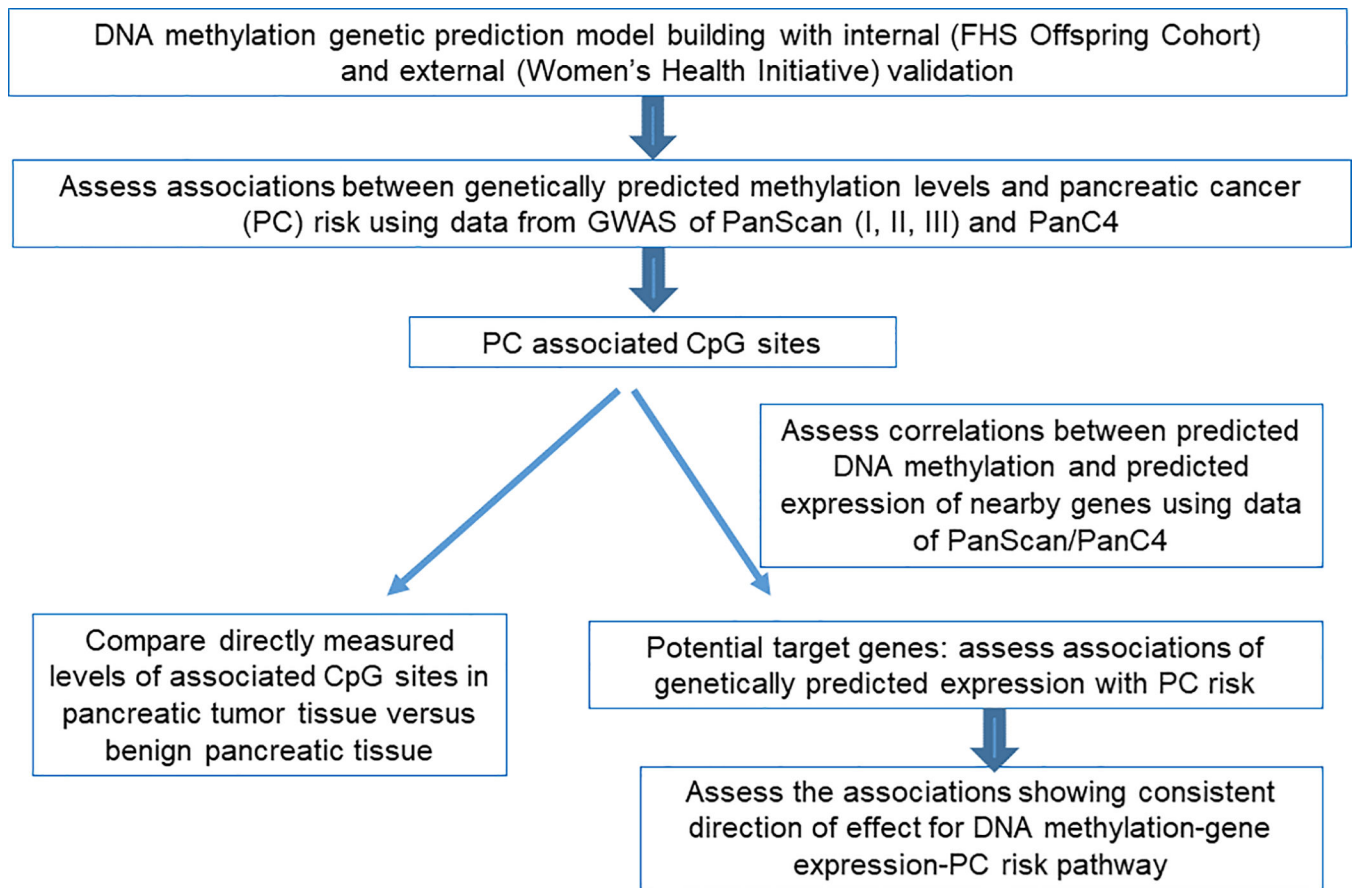 DNA methylation genetic prediction model building with internal (FHS Offspring Cohort)
and external (Women’s Health Initiative) validation
Assess associations between genetically predicted methylation levels and pancreatic cancer
(PC) risk using data from GWAS of PanScan (I, II, III) and PanC4
PC associated CpG sites
Assess correlations between predicted
DNA methylation and predicted
expression of nearby genes using data
of PanScan/PanC4
Compare directly measured
levels of associated CpG sites in
pancreatic tumor tissue versus
benign pancreatic tissue
Potential target genes: assess associations of
genetically predicted expression with PC risk
Assess the associations showing consistent
direction of effect for DNA methylation-gene
expression-PC risk pathway